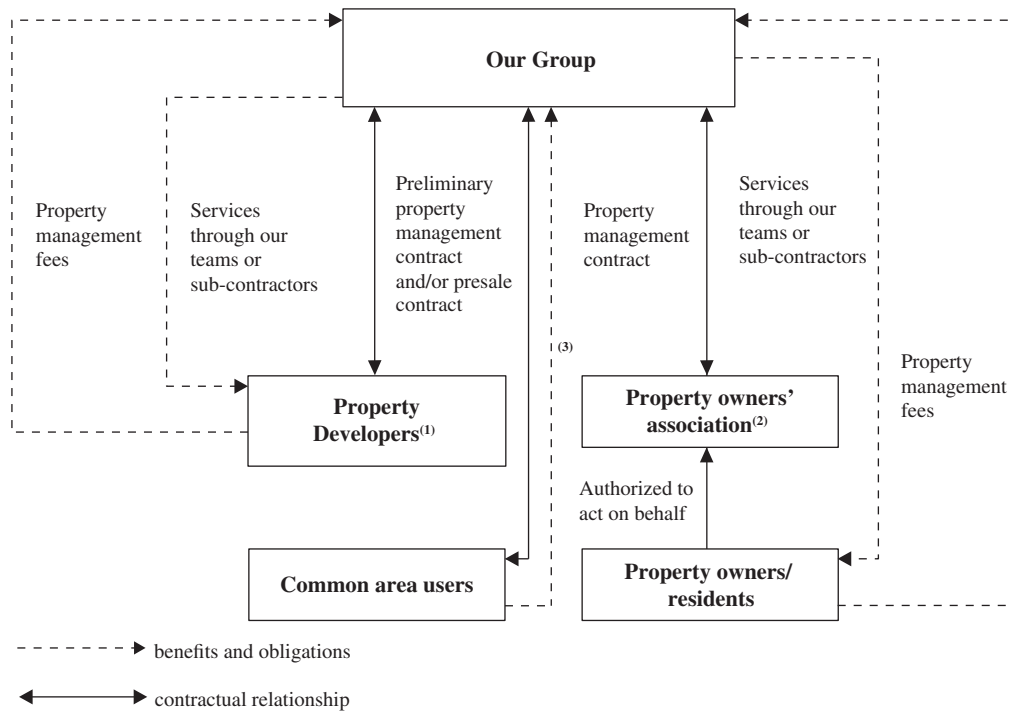 Our Group
Property
management
fees
Services
through our
teams or
sub-contractors
Preliminary
property
management
contract
and/or presale
contract
(3)
Property
management
contract
Services
through our
teams or
sub-contractors
Property
management
fees
Property
Developers(1)
Property owners’
association(2)
Authorized to
act on behalf
Common area users
Property owners/
residents
benefits and obligations
contractual relationship